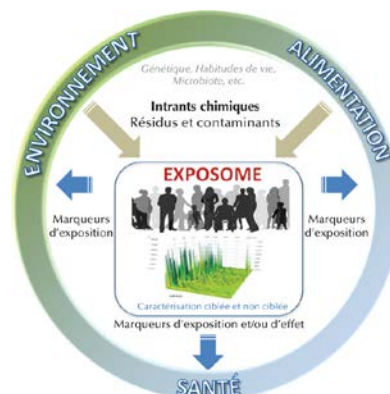 ENVIRONNEMENT
ALIMENTATION
Génétique, Habitudes de vie,
Microbiote, etc.
Intrants chimiques
Résidus et contaminants
EXPOSOME
Marqueurs
d'exposition
Marqueurs
d'exposition
Caractérisation ciblée et non ciblée
Marqueurs d'exposition et/ou d'effet
SANTÉ